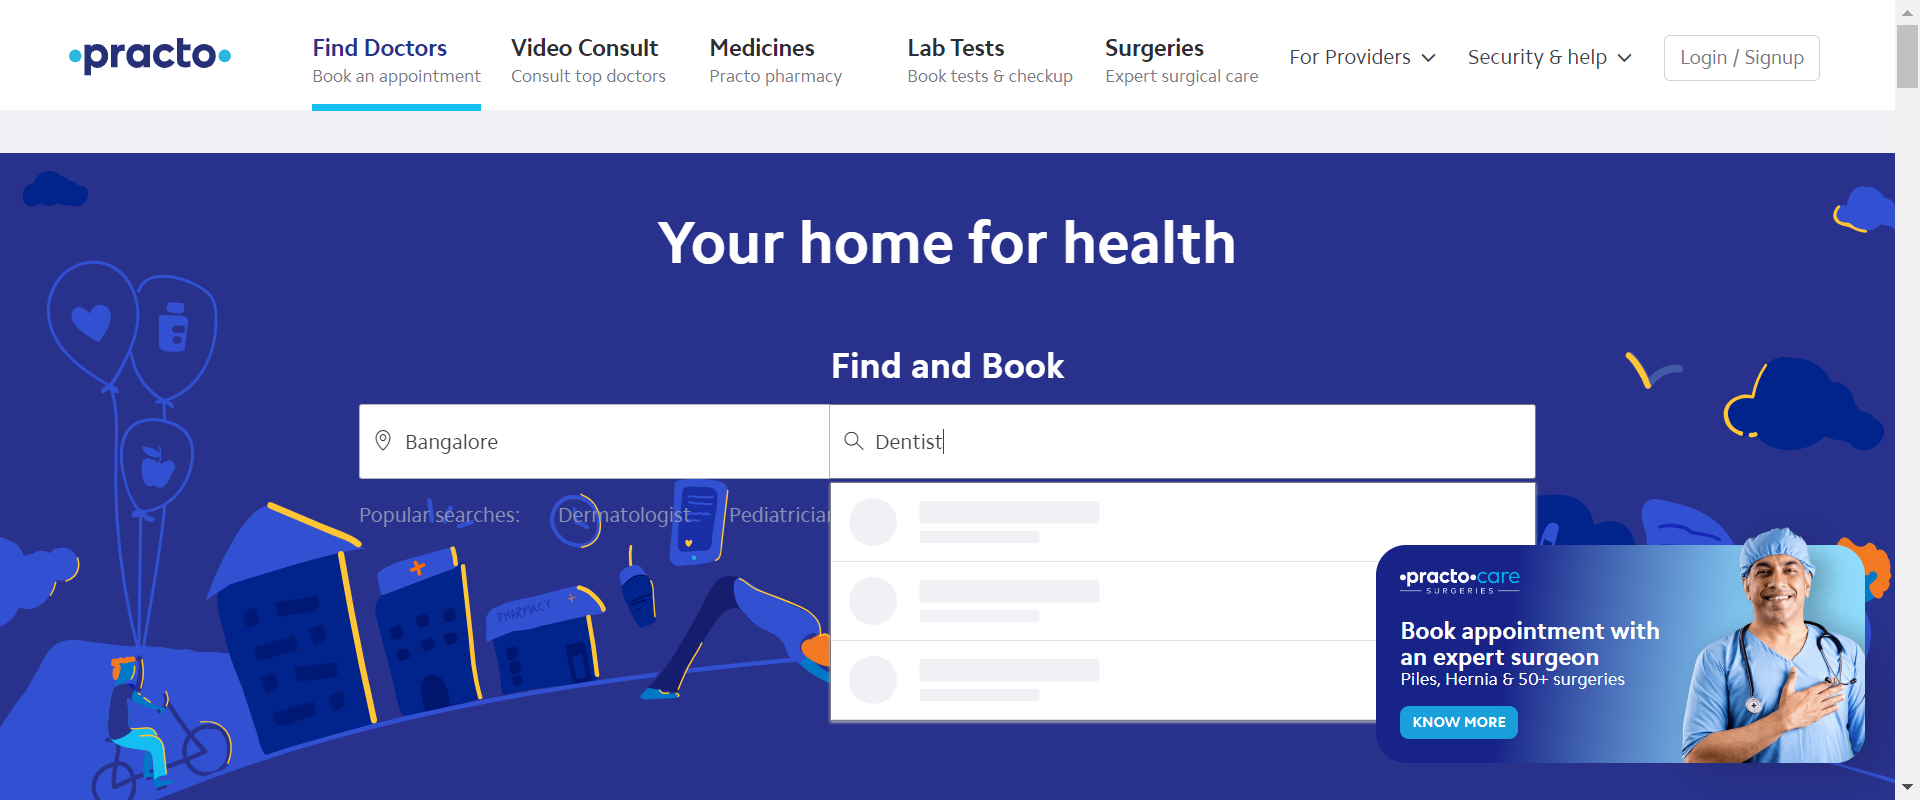 practo
Find Doctors
Book an appointment
Video Consult
Consult top doctors
Medicines
Practo pharmacy
Lab Tests
Book tests & checkup
Surgeries
Expert surgical care
For Providers
Security & help
Login / Signup
Your home for health
Find and Book
Bangalore
Dentist
Popular searches:
Dermatologist
Pediatrician
PHARMACY
practo care
SURGERIES
Book appointment with
an expert surgeon
Piles, Hernia & 50+ surgeries
KNOW MORE